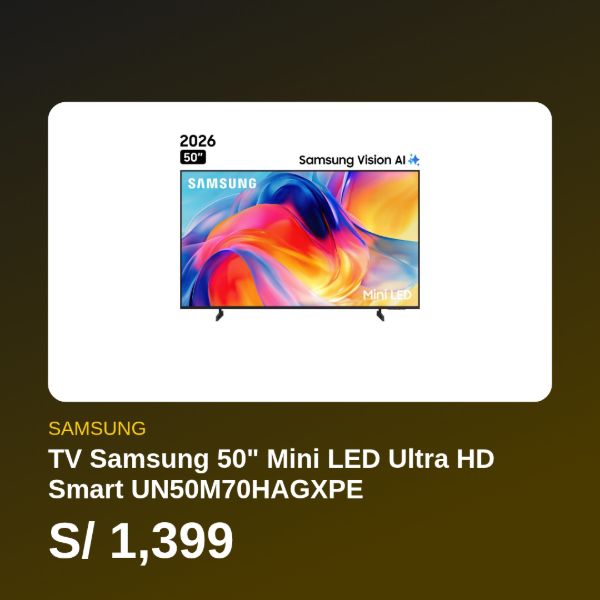 2026
50"
Samsung Vision AI
SAMSUNG
Mini LED
SAMSUNG
TV Samsung 50" Mini LED Ultra HD
Smart UN50M70HAGXPE
S/ 1,399